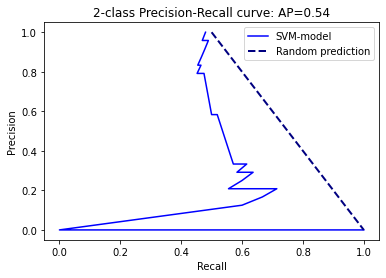 2-class Precision-Recall curve: AP=0.54
SVM-model
Random prediction
Precision
1.0
0.8
0.6
0.4
0.2
0.0
0.0 0.2 0.4 0.6 0.8 1.0
Recall